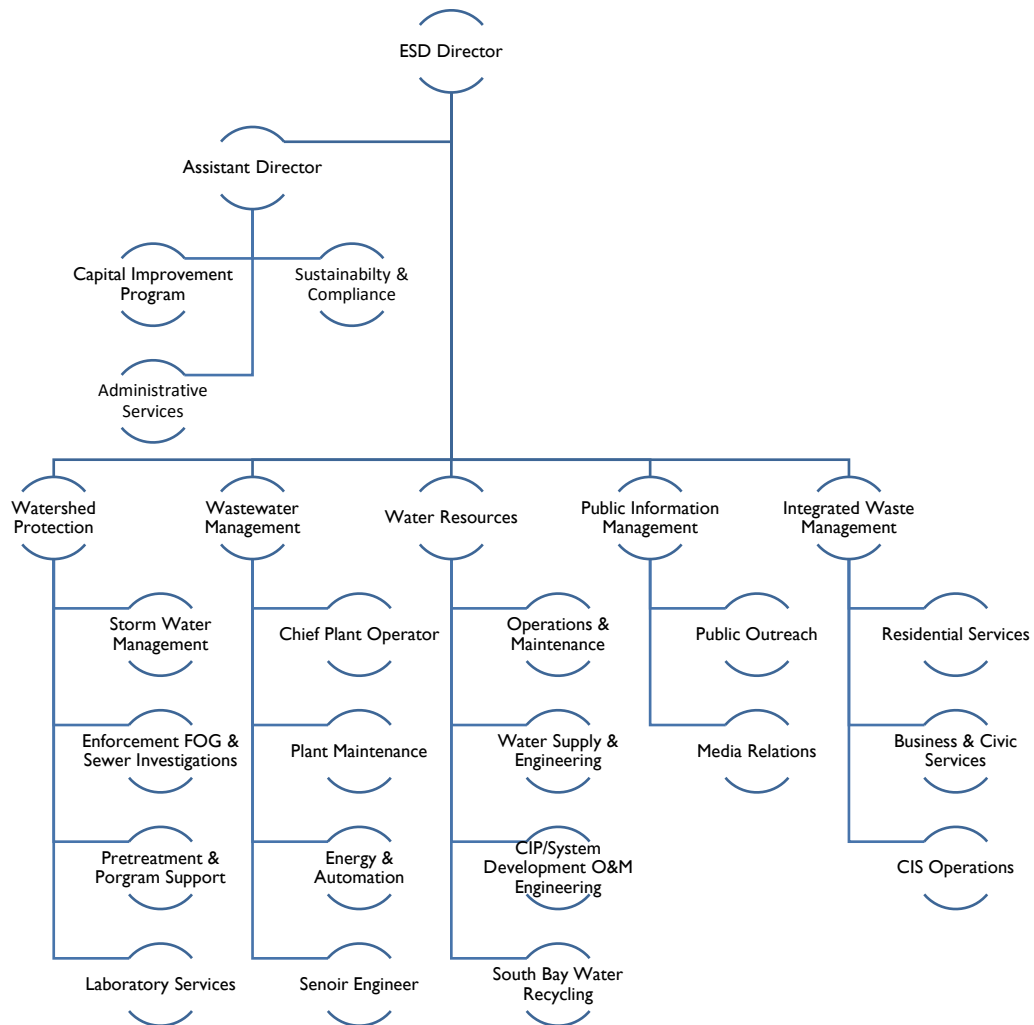 ESD Director
Assistant Director
Capital Improvement
Program
Sustainabilty &
Compliance
Administrative
Services
Watershed
Protection
Wastewater
Management
Water Resources
Public Information
Management
Integrated Waste
Management
Storm Water
Management
Chief Plant Operator
Operations &
Maintenance
Public Outreach
Residential Services
Enforcement FOG &
Sewer Investigations
Plant Maintenance
Water Supply &
Engineering
Media Relations
Business & Civic
Services
Pretreatment &
Porgram Support
Energy &
Automation
CIP/System
Development O&M
Engineering
CIS Operations
Laboratory Services
Senoir Engineer
South Bay Water
Recycling